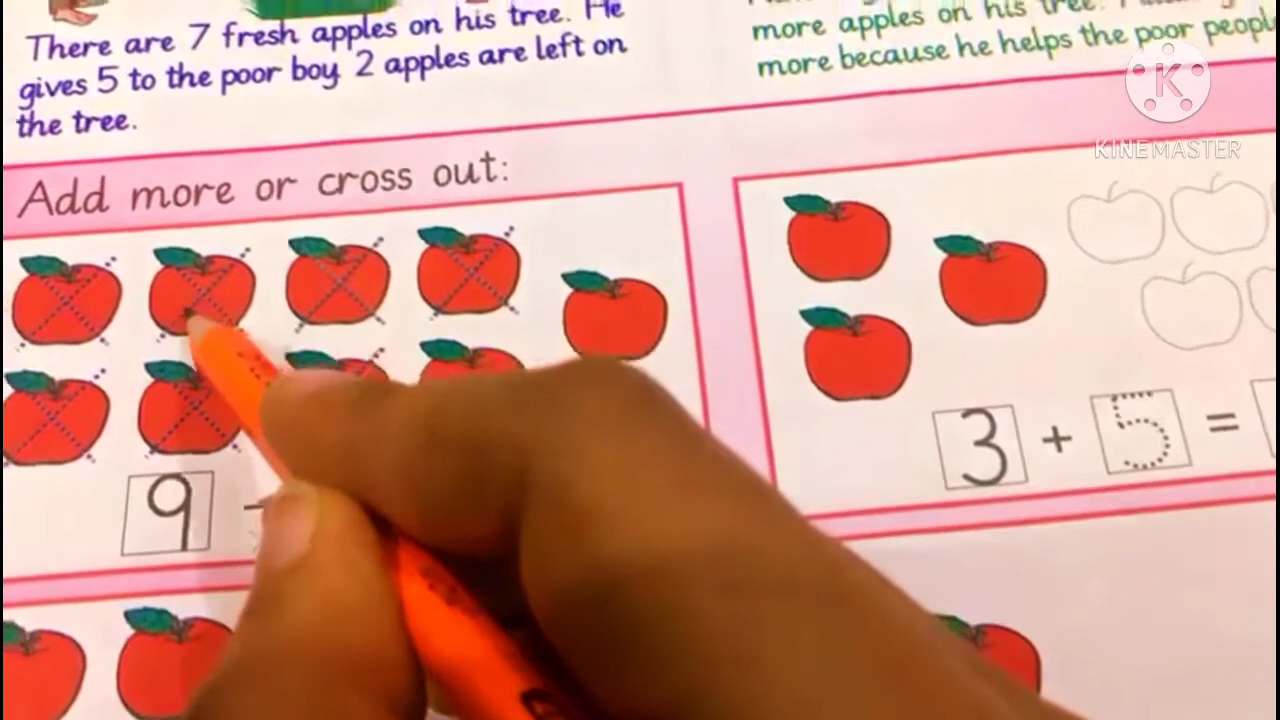 There are 7 fresh apples on his tree. He
gives 5 to the poor boy 2 apples are left on
the tree.
more apples on his tree.
more because he helps the poor
K
KINEMASTER
Add more or cross out:
3 + 5 =
9 -